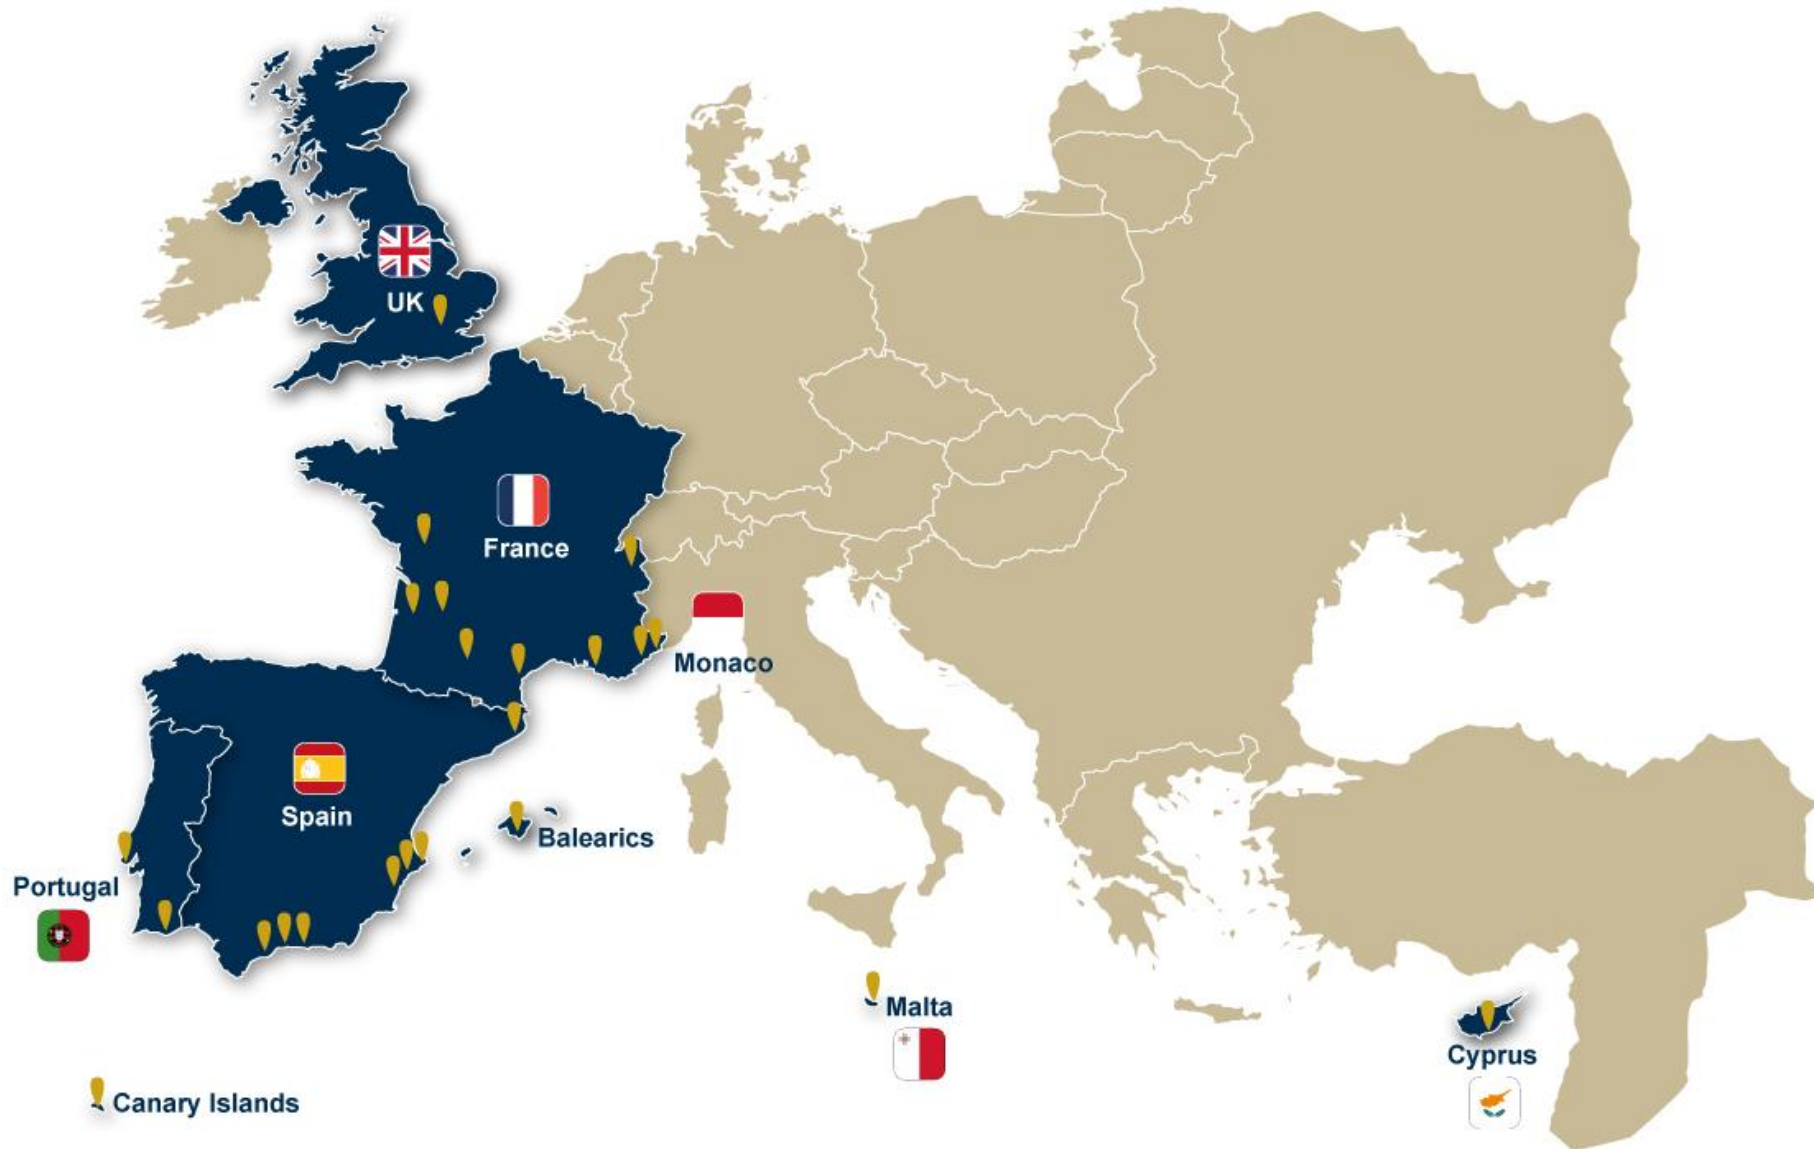 UK
France
Monaco
Spain
Balearics
Portugal
Malta
Cyprus
Canary Islands